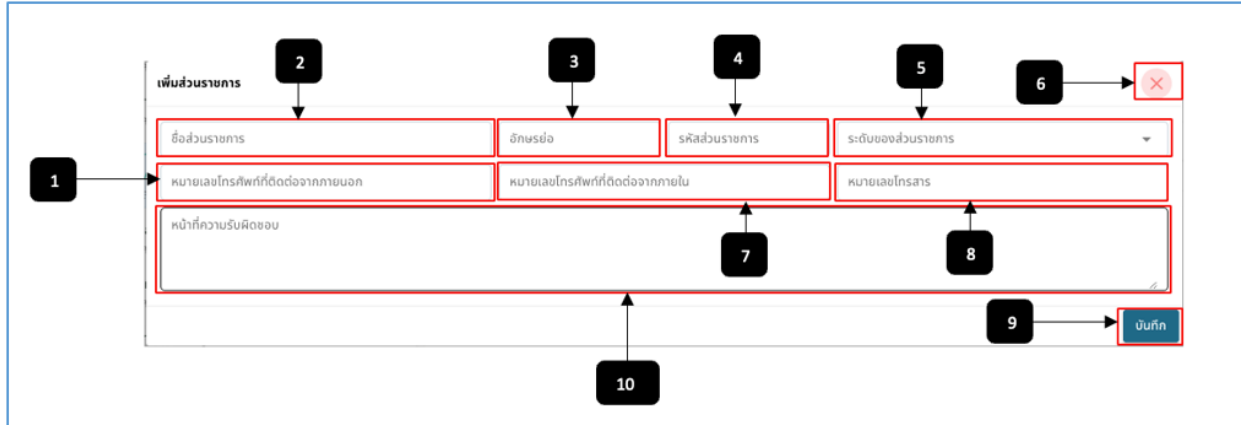 2
3
4
5
6
เพิ่มส่วนราชการ
ชื่อส่วนราชการ
อักษรย่อ
รหัสส่วนราชการ
ระดับของส่วนราชการ
1
หมายเลขโทรศัพท์ที่ติดต่อจากภายนอก
หมายเลขโทรศัพท์ที่ติดต่อจากภายใน
หมายเลขโทรสาร
หน้าที่ความรับผิดชอบ
7
8
9
บันทึก
10